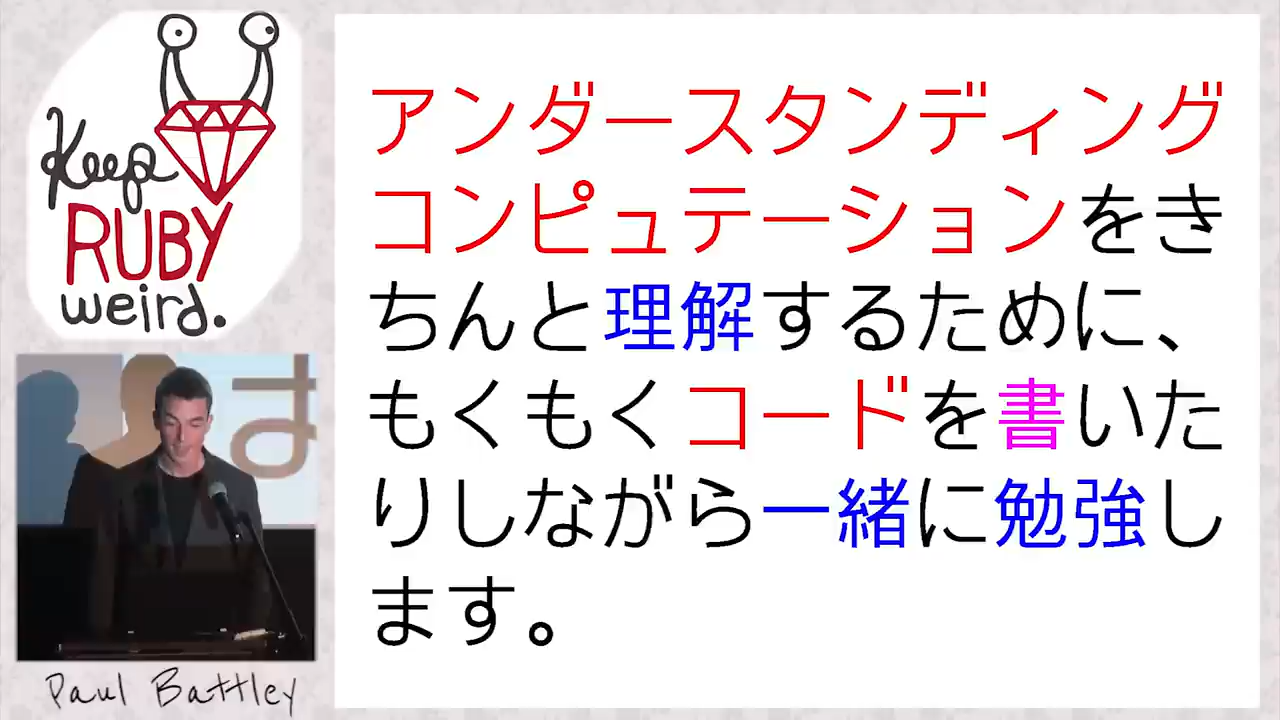 Keep
RUBY
weird.
は
Paul Battley
アンダースタンディング
コンピュテーションをき
ちんと理解するために、
もくもくコードを書いた
りしながら一緒に勉強し
ます。